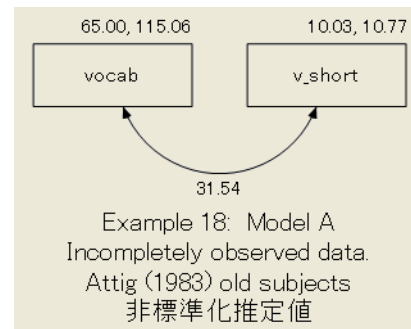 65.00, 115.06 10.03, 10.77
vocab v_short
31.54
Example 18: Model A
Incompletely observed data.
Attig (1983) old subjects
非標準化推定値